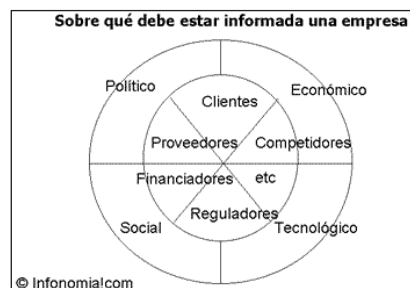 Sobre qué debe estar informada una empresa
Político
Económico
Clientes
Proveedores
Competidores
Financiadores
etc
Reguladores
Social
Tecnológico
© Infonomia!com